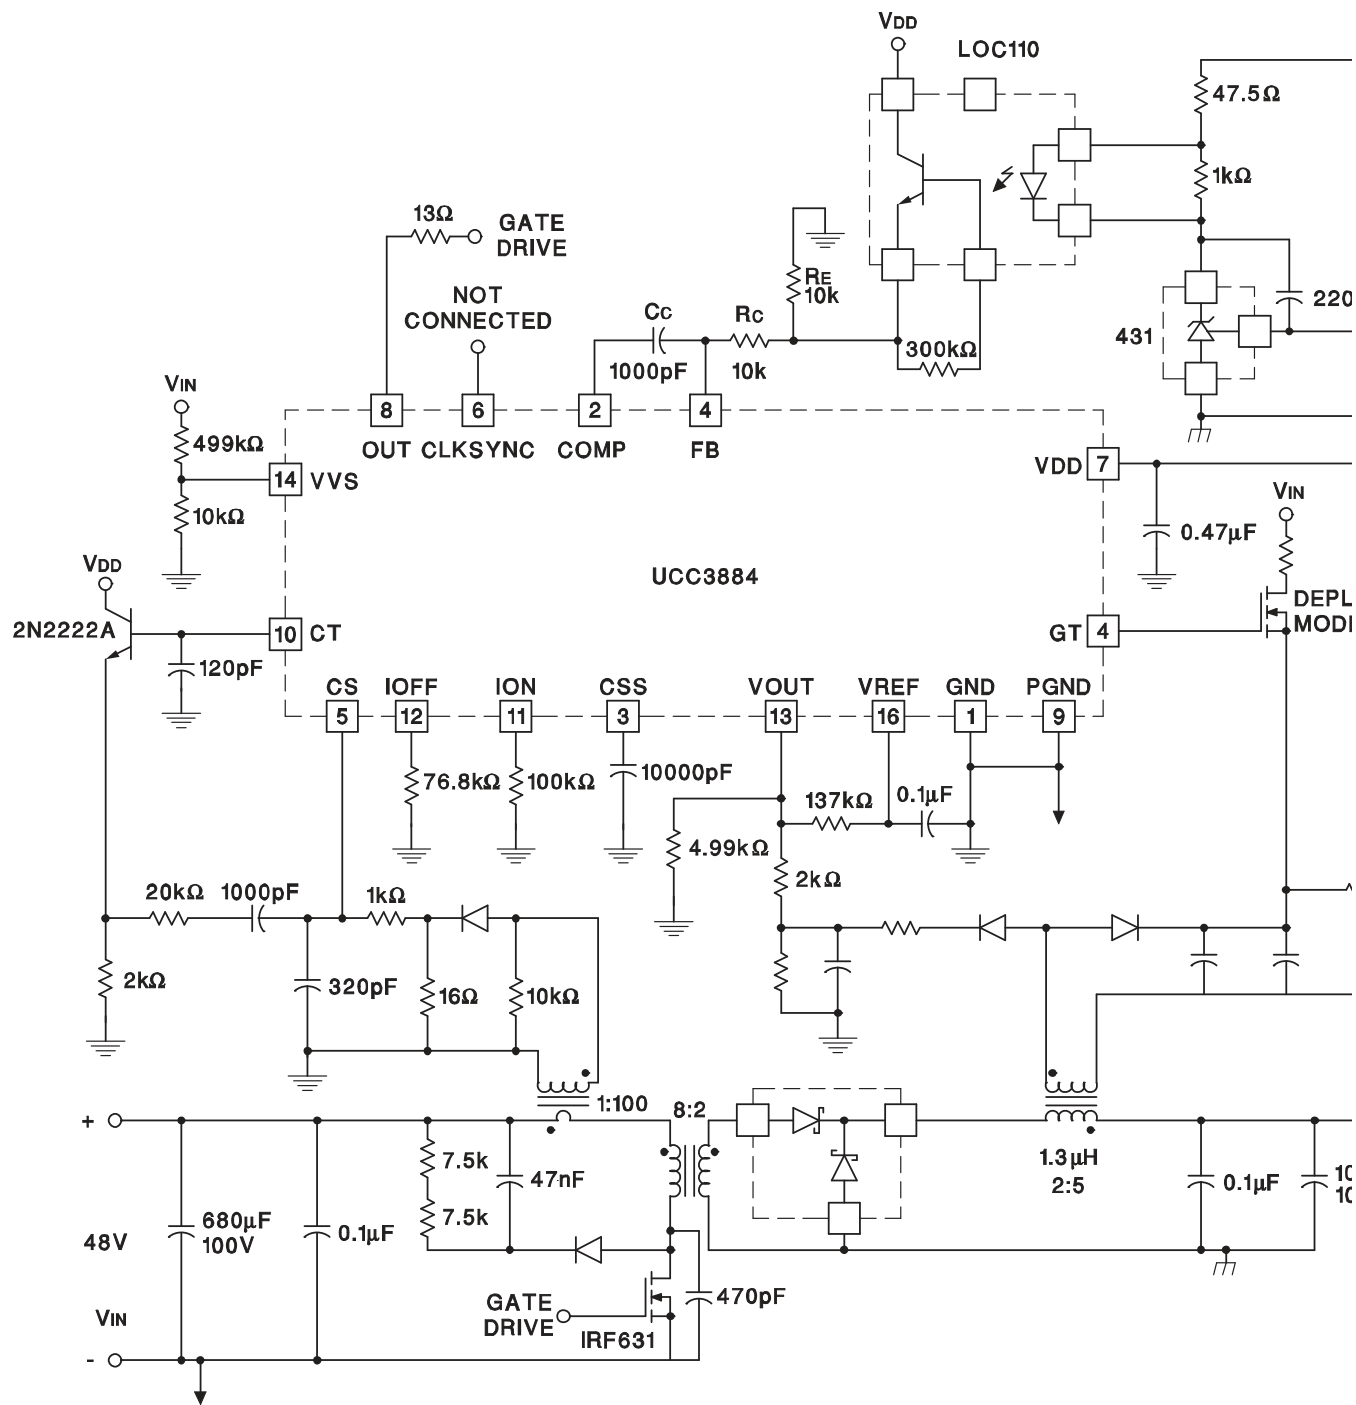 VDD
LOC110
47.5Ω
1kΩ
13Ω
GATE
DRIVE
NOT
CONNECTED
RE
10k
CC
1000pF
RC
10k
300kΩ
431
220
VIN
499kΩ
10kΩ
8
6
2
4
OUT
CLKSYNC
COMP
FB
14
VVS
VDD
7
VIN
0.47µF
UCC3884
VDD
2N2222A
10
CT
120pF
GT
4
DEPL
MODE
CS
IOFF
ION
CSS
VOUT
VREF
GND
PGND
5
12
11
3
13
16
1
9
76.8kΩ
100kΩ
10000pF
137kΩ
0.1µF
4.99kΩ
2kΩ
20kΩ
1000pF
1kΩ
2kΩ
320pF
16Ω
10kΩ
1:100
8:2
+
7.5k
47nF
7.5k
1.3µH
2:5
0.1µF
10
10
680µF
100V
0.1µF
48V
VIN
-
GATE
DRIVE
IRF631
470pF